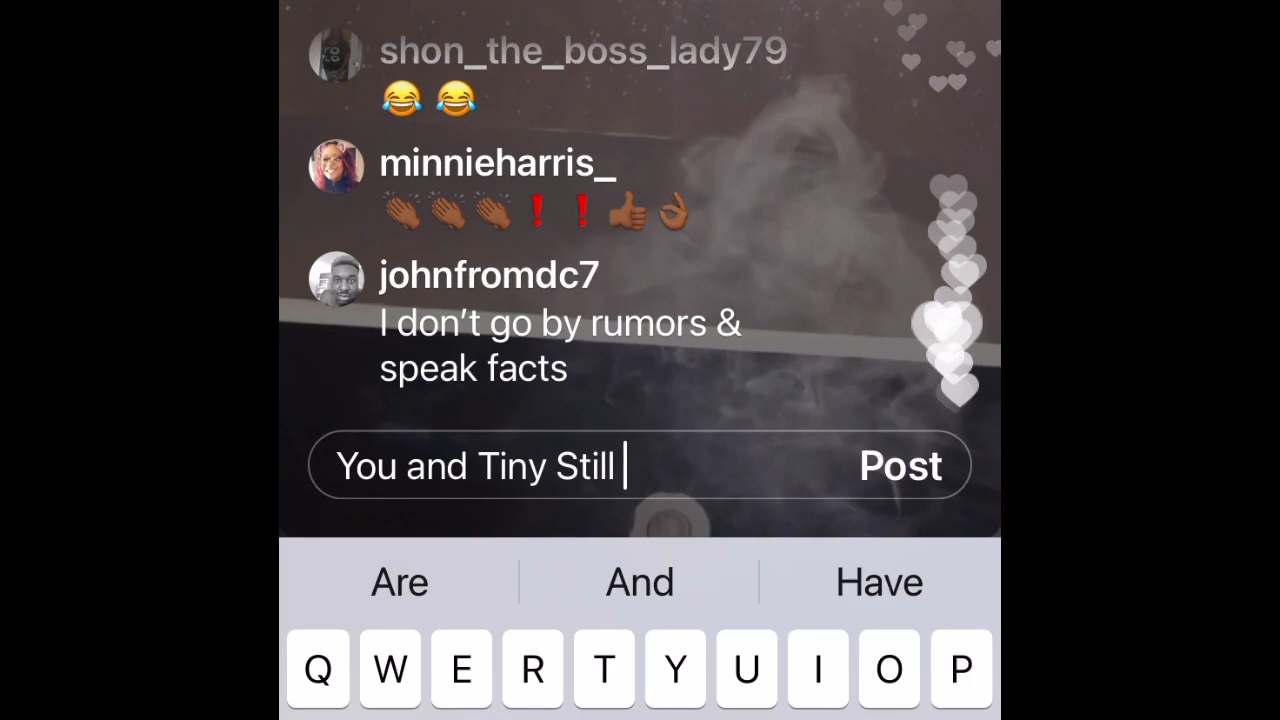 shon_the_boss_lady79
😂 😂
minnieharris_
👏🏾👏🏾👏🏾❗❗👍🏾👌🏾
johnfromdc7
I don’t go by rumors &
speak facts
You and Tiny Still
Post
Are And Have
Q W E R T Y U I O P